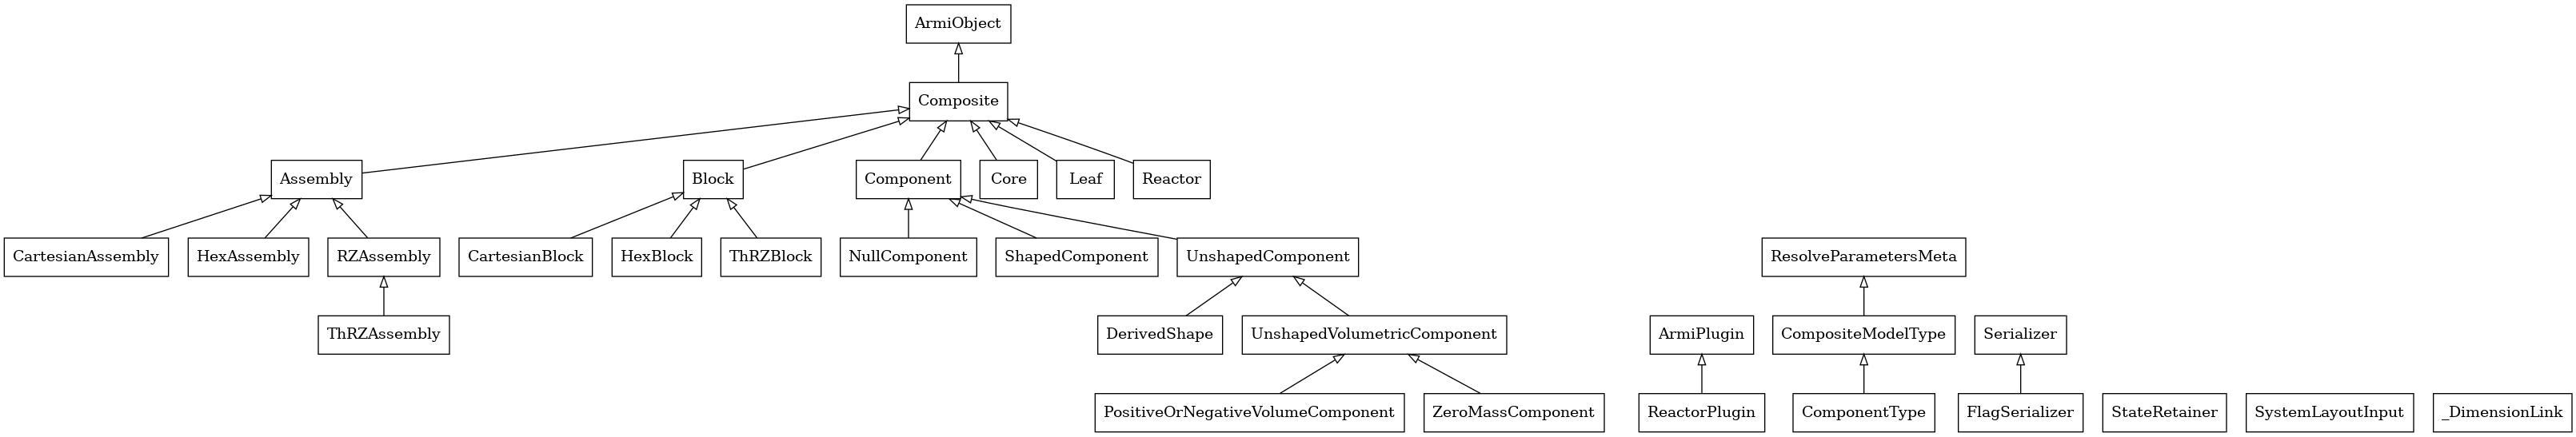 ArmiObject
Composite
Assembly
Block
Component
Core
Leaf
Reactor
CartesianAssembly
HexAssembly
RZAssembly
CartesianBlock
HexBlock
ThRZBlock
NullComponent
ShapedComponent
UnshapedComponent
ResolveParametersMeta
ThRZAssembly
DerivedShape
UnshapedVolumetricComponent
ArmiPlugin
CompositeModelType
Serializer
PositiveOrNegativeVolumeComponent
ZeroMassComponent
ReactorPlugin
ComponentType
FlagSerializer
StateRetainer
SystemLayoutInput
_DimensionLink